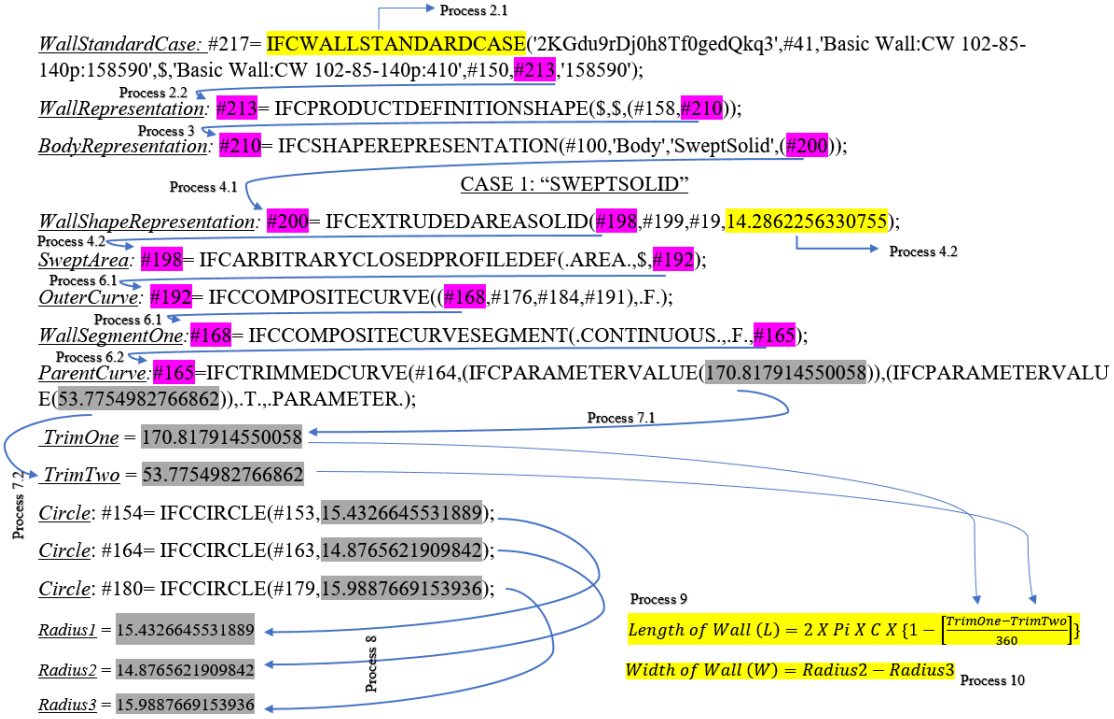 Process 2.1
WallStandardCase: #217= IFCWALLSTANDARDCASE('2KGdu9rDj0h8Tf0gedQkq3',#41,'Basic Wall:CW 102-85-
140p:158590',$,'Basic Wall:CW 102-85-140p:410',#150,#213,'158590');
Process 2.2
WallRepresentation: #213= IFCPRODUCTDEFINITIONSHAPE($,$,(#158,#210));
Process 3
BodyRepresentation: #210= IFCSHAPEREPRESENTATION(#100,'Body','SweptSolid',(#200));
Process 4.1
CASE 1: “SWEPTSOLID”
WallShapeRepresentation: #200= IFCEXTRUDEDAREASOLID(#198,#199,#19,14.2862256330755);
Process 4.2
Process 4.2
SweptArea: #198= IFCARBITRARYCLOSEDPROFILEDEF(.AREA.,$,#192);
Process 6.1
OuterCurve: #192= IFCCOMPOSITECURVE((#168,#176,#184,#191),.F.);
Process 6.1
WallSegmentOne:#168= IFCCOMPOSITECURVESEGMENT(.CONTINUOUS.,.F.,#165);
Process 6.2
ParentCurve:#165=IFCTRIMMEDCURVE(#164,(IFCPARAMETERVALUE(170.817914550058)),(IFCPARAMETERVALU
E(53.7754982766862)),.T.,.PARAMETER.);
Process 7.1
TrimOne = 170.817914550058
TrimTwo = 53.7754982766862
Process 7.2
Circle: #154= IFCCIRCLE(#153,15.4326645531889);
Circle: #164= IFCCIRCLE(#163,14.8765621909842);
Circle: #180= IFCCIRCLE(#179,15.9887669153936);
Process 9
Radius1 = 15.4326645531889
Length of Wall (L) = 2 X Pi X C X {1 − [TrimOne−TrimTwo / 360]}
Process 8
Radius2 = 14.8765621909842
Width of Wall (W) = Radius2 − Radius3
Process 10
Radius3 = 15.9887669153936